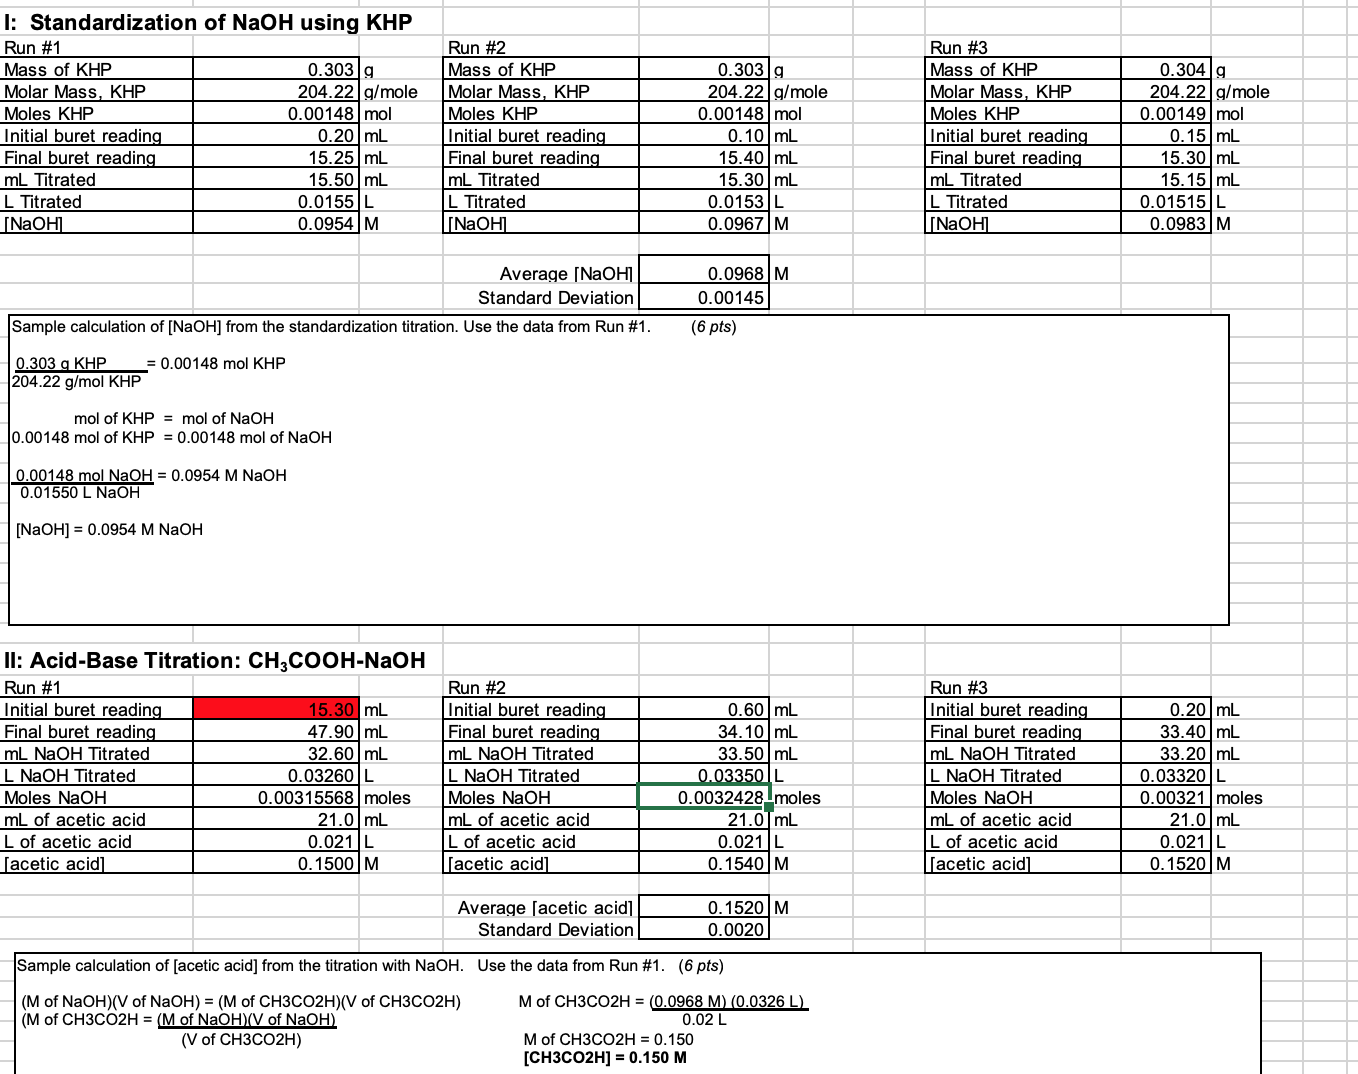 I: Standardization of NaOH using KHP
Run #1 Run #2 Run #3
Mass of KHP 0.303 g Mass of KHP 0.303 g Mass of KHP 0.304 g
Molar Mass, KHP 204.22 g/mole Molar Mass, KHP 204.22 g/mole Molar Mass, KHP 204.22 g/mole
Moles KHP 0.00148 mol Moles KHP 0.00148 mol Moles KHP 0.00149 mol
Initial buret reading 0.20 mL Initial buret reading 0.10 mL Initial buret reading 0.15 mL
Final buret reading 15.25 mL Final buret reading 15.40 mL Final buret reading 15.30 mL
mL Titrated 15.50 mL mL Titrated 15.30 mL mL Titrated 15.15 mL
L Titrated 0.0155 L L Titrated 0.0153 L L Titrated 0.01515 L
[NaOH] 0.0954 M [NaOH] 0.0967 M [NaOH] 0.0983 M
Average [NaOH] 0.0968 M
Standard Deviation 0.00145
Sample calculation of [NaOH] from the standardization titration. Use the data from Run #1. (6 pts)
0.303 g KHP = 0.00148 mol KHP
204.22 g/mol KHP
mol of KHP = mol of NaOH
0.00148 mol of KHP = 0.00148 mol of NaOH
0.00148 mol NaOH = 0.0954 M NaOH
0.01550 L NaOH
[NaOH] = 0.0954 M NaOH
II: Acid-Base Titration: CH₃COOH-NaOH
Run #1 Run #2 Run #3
Initial buret reading 15.30 mL Initial buret reading 0.60 mL Initial buret reading 0.20 mL
Final buret reading 47.90 mL Final buret reading 34.10 mL Final buret reading 33.40 mL
mL NaOH Titrated 32.60 mL mL NaOH Titrated 33.50 mL mL NaOH Titrated 33.20 mL
L NaOH Titrated 0.03260 L L NaOH Titrated 0.03350 L L NaOH Titrated 0.03320 L
Moles NaOH 0.00315568 moles Moles NaOH 0.0032428 moles Moles NaOH 0.00321 moles
mL of acetic acid 21.0 mL mL of acetic acid 21.0 mL mL of acetic acid 21.0 mL
L of acetic acid 0.021 L L of acetic acid 0.021 L L of acetic acid 0.021 L
[acetic acid] 0.1500 M [acetic acid] 0.1540 M [acetic acid] 0.1520 M
Average [acetic acid] 0.1520 M
Standard Deviation 0.0020
Sample calculation of [acetic acid] from the titration with NaOH. Use the data from Run #1. (6 pts)
(M of NaOH)(V of NaOH) = (M of CH3CO2H)(V of CH3CO2H) M of CH3CO2H = (0.0968 M) (0.0326 L)
(M of CH3CO2H = (M of NaOH)(V of NaOH) 0.02 L
(V of CH3CO2H) M of CH3CO2H = 0.150
[CH3CO2H] = 0.150 M